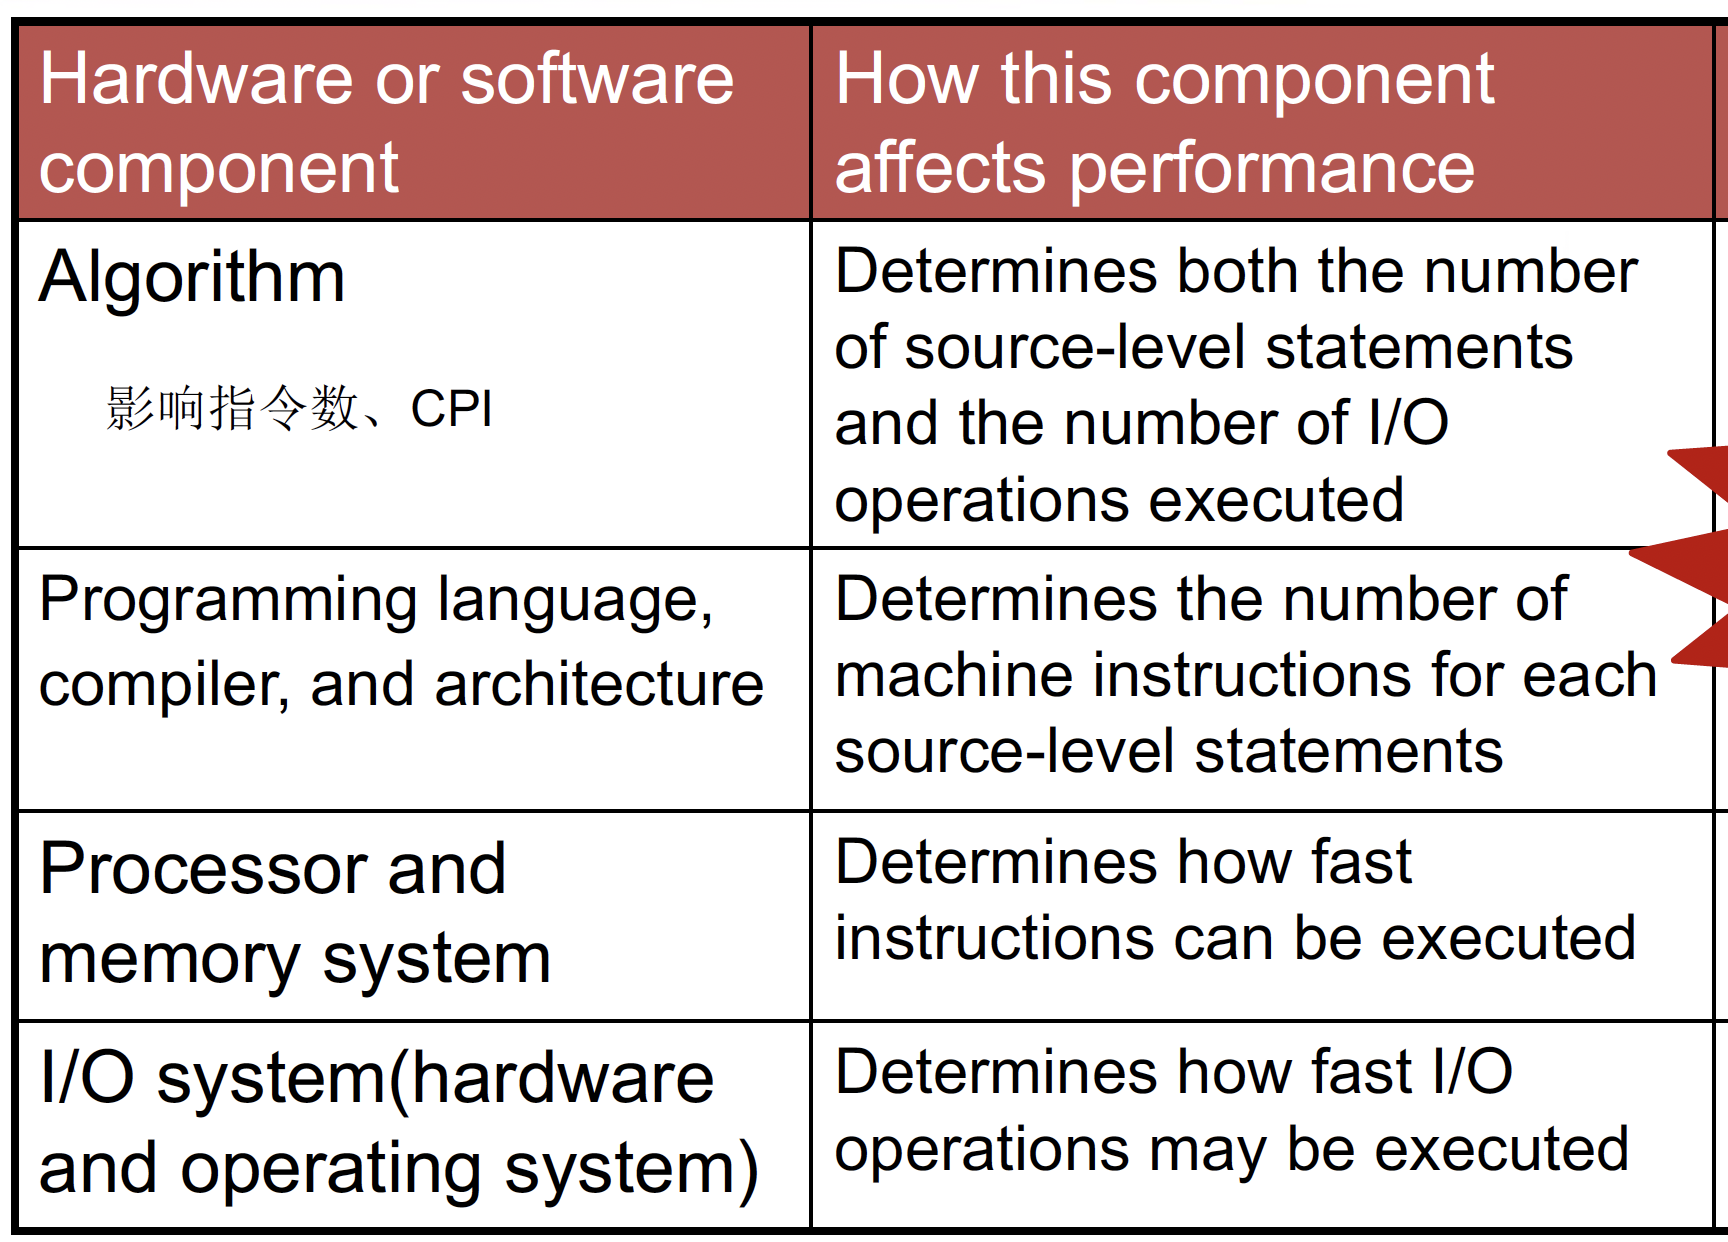 Hardware or software
component
How this component
affects performance
Algorithm
影响指令数、CPI
Determines both the number
of source-level statements
and the number of I/O
operations executed
Programming language,
compiler, and architecture
Determines the number of
machine instructions for each
source-level statements
Processor and
memory system
Determines how fast
instructions can be executed
I/O system(hardware
and operating system)
Determines how fast I/O
operations may be executed